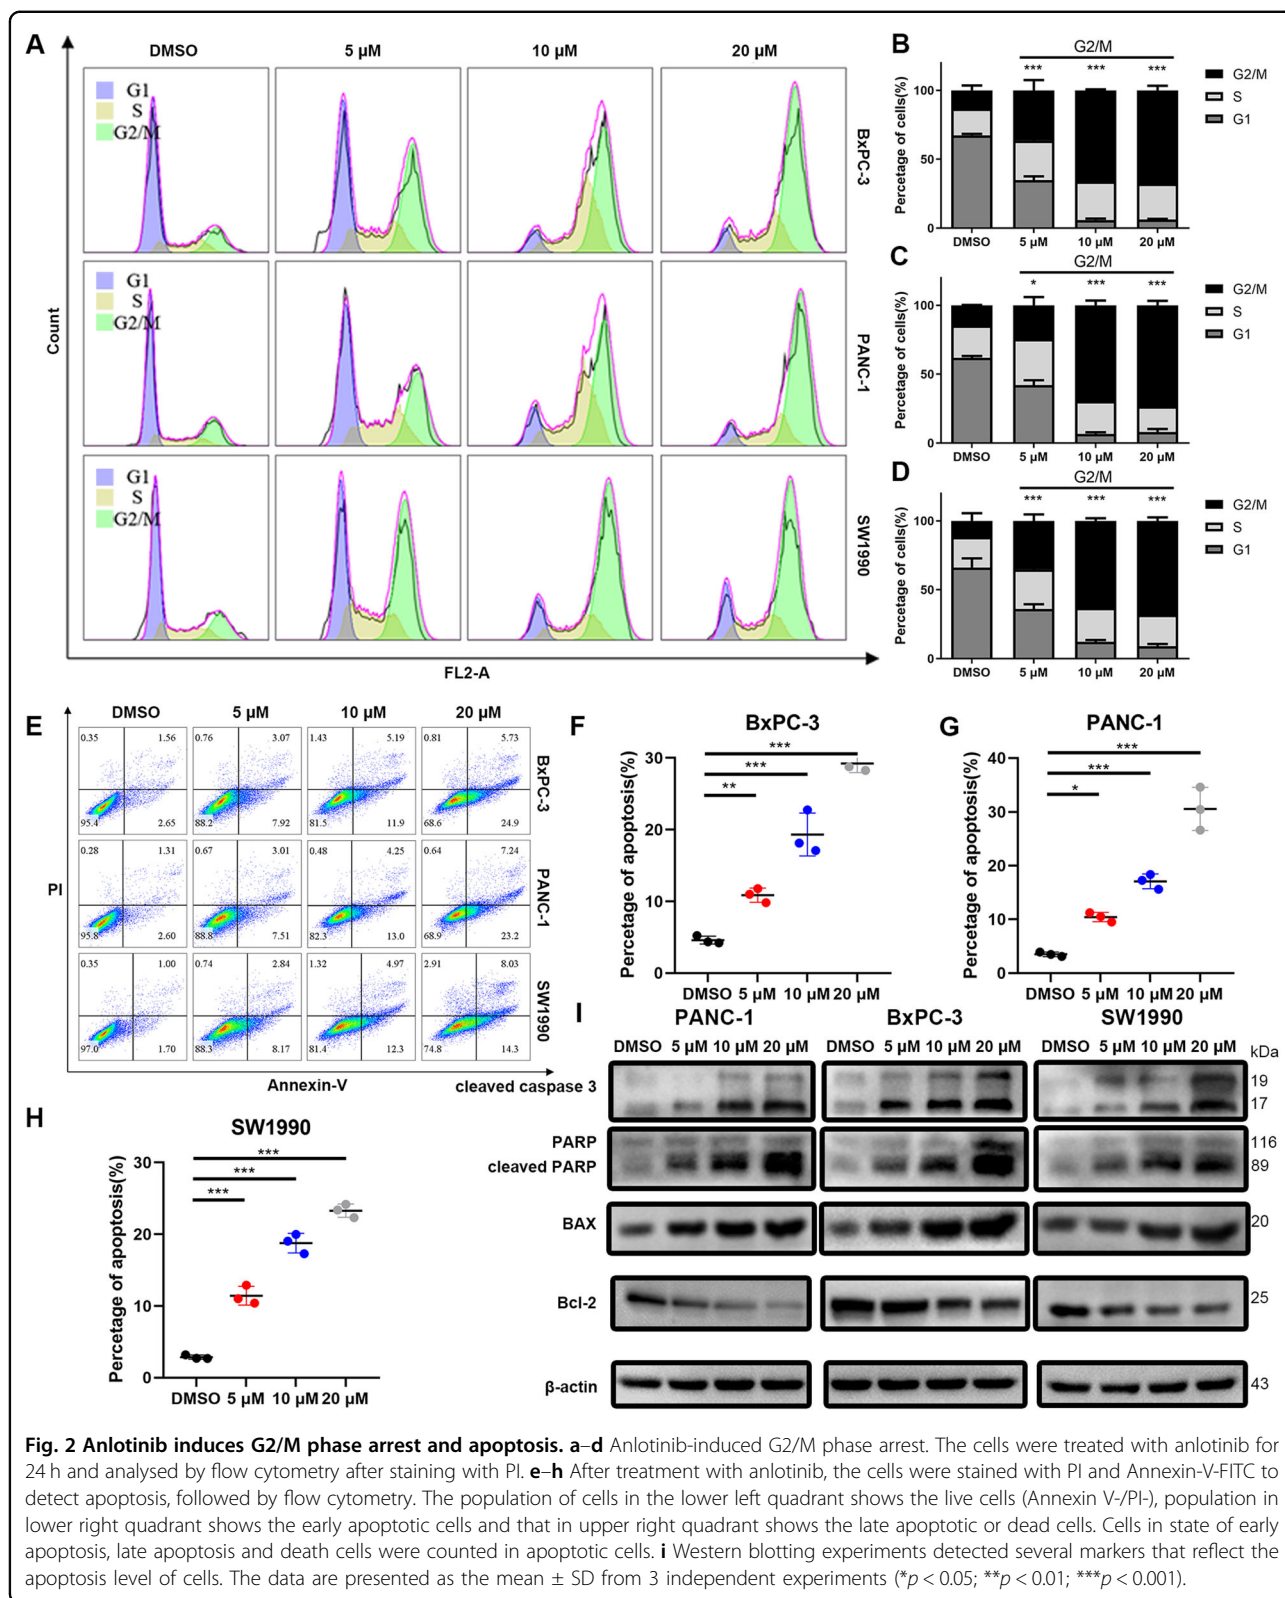 A
DMSO 5 μM 10 μM 20 μM
G1
S
G2/M
BxPC-3
G1
S
G2/M
PANC-1
G1
S
G2/M
SW1990
Count
FL2-A
B
G2/M
*** *** ***
Percetage of cells(%)
100
50
0
DMSO 5 μM 10 μM 20 μM
G2/M
S
G1
C
G2/M
* *** ***
Percetage of cells(%)
100
50
0
DMSO 5 μM 10 μM 20 μM
G2/M
S
G1
D
G2/M
*** *** ***
Percetage of cells(%)
100
50
0
DMSO 5 μM 10 μM 20 μM
G2/M
S
G1
E
DMSO 5 μM 10 μM 20 μM
0.35 1.56 0.76 3.07 1.43 5.19 0.81 5.73
95.4 2.65 88.2 7.92 81.5 11.9 68.6 24.9
BxPC-3
0.28 1.31 0.67 3.01 0.48 4.25 0.64 7.24
95.8 2.60 88.8 7.51 82.3 13.0 68.9 23.2
PANC-1
0.35 1.00 0.74 2.84 1.32 4.97 2.91 8.03
97.0 1.70 88.3 8.17 81.4 12.3 74.8 14.3
SW1990
PI
Annexin-V
F
BxPC-3
Percetage of apoptosis(%)
30
20
10
0
***
***
**
DMSO 5 μM 10 μM 20 μM
G
PANC-1
Percetage of apoptosis(%)
40
30
20
10
0
***
***
*
DMSO 5 μM 10 μM 20 μM
H
SW1990
Percetage of apoptosis(%)
30
20
10
0
***
***
***
DMSO 5 μM 10 μM 20 μM
I
PANC-1 BxPC-3 SW1990
DMSO 5 μM 10 μM 20 μM DMSO 5 μM 10 μM 20 μM DMSO 5 μM 10 μM 20 μM
kDa
cleaved caspase 3
19
17
PARP
116
cleaved PARP
89
BAX
20
Bcl-2
25
β-actin
43
Fig. 2 Anlotinib induces G2/M phase arrest and apoptosis. a–d Anlotinib-induced G2/M phase arrest. The cells were treated with anlotinib for
24 h and analysed by flow cytometry after staining with PI. e–h After treatment with anlotinib, the cells were stained with PI and Annexin-V-FITC to
detect apoptosis, followed by flow cytometry. The population of cells in the lower left quadrant shows the live cells (Annexin V-/PI-), population in
lower right quadrant shows the early apoptotic cells and that in upper right quadrant shows the late apoptotic or dead cells. Cells in state of early
apoptosis, late apoptosis and death cells were counted in apoptotic cells. i Western blotting experiments detected several markers that reflect the
apoptosis level of cells. The data are presented as the mean ± SD from 3 independent experiments (*p < 0.05; **p < 0.01; ***p < 0.001).